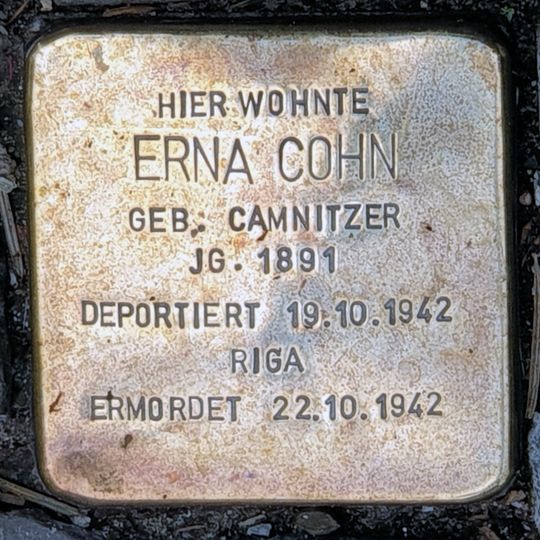 HIER WOHNTE
ERNA COHN
GEB. CAMNITZER
JG. 1891
DEPORTIERT 19.10.1942
RIGA
ERMORDET 22.10.1942